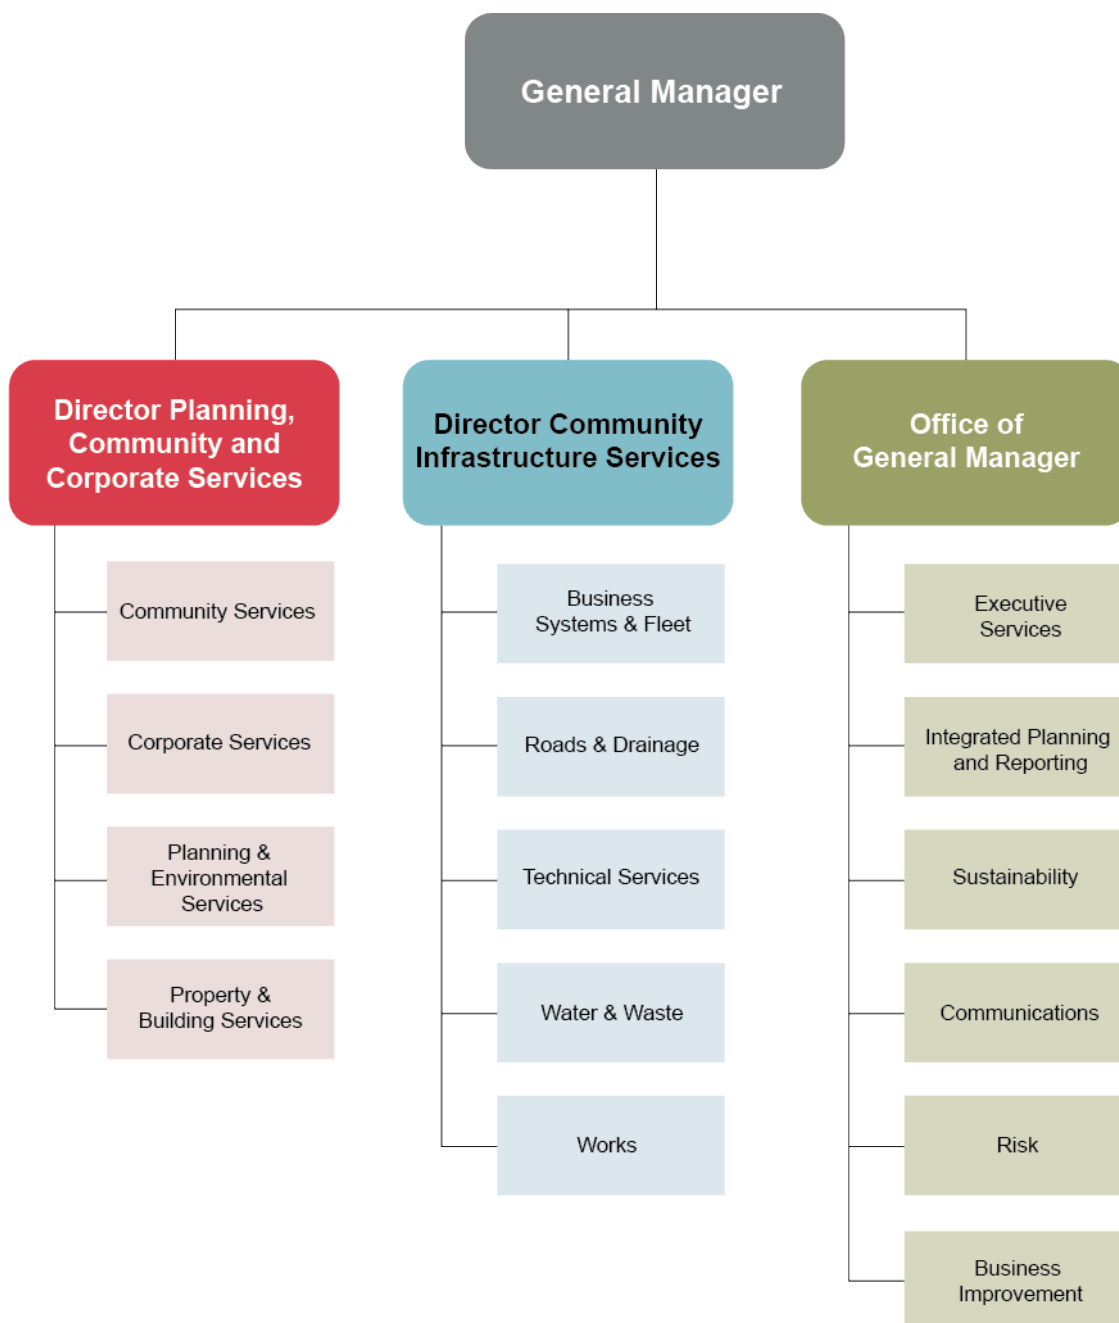 General Manager
Director Planning,
Community and
Corporate Services
Community Services
Corporate Services
Planning &
Environmental
Services
Property &
Building Services
Director Community
Infrastructure Services
Business
Systems & Fleet
Roads & Drainage
Technical Services
Water & Waste
Works
Office of
General Manager
Executive
Services
Integrated Planning
and Reporting
Sustainability
Communications
Risk
Business
Improvement